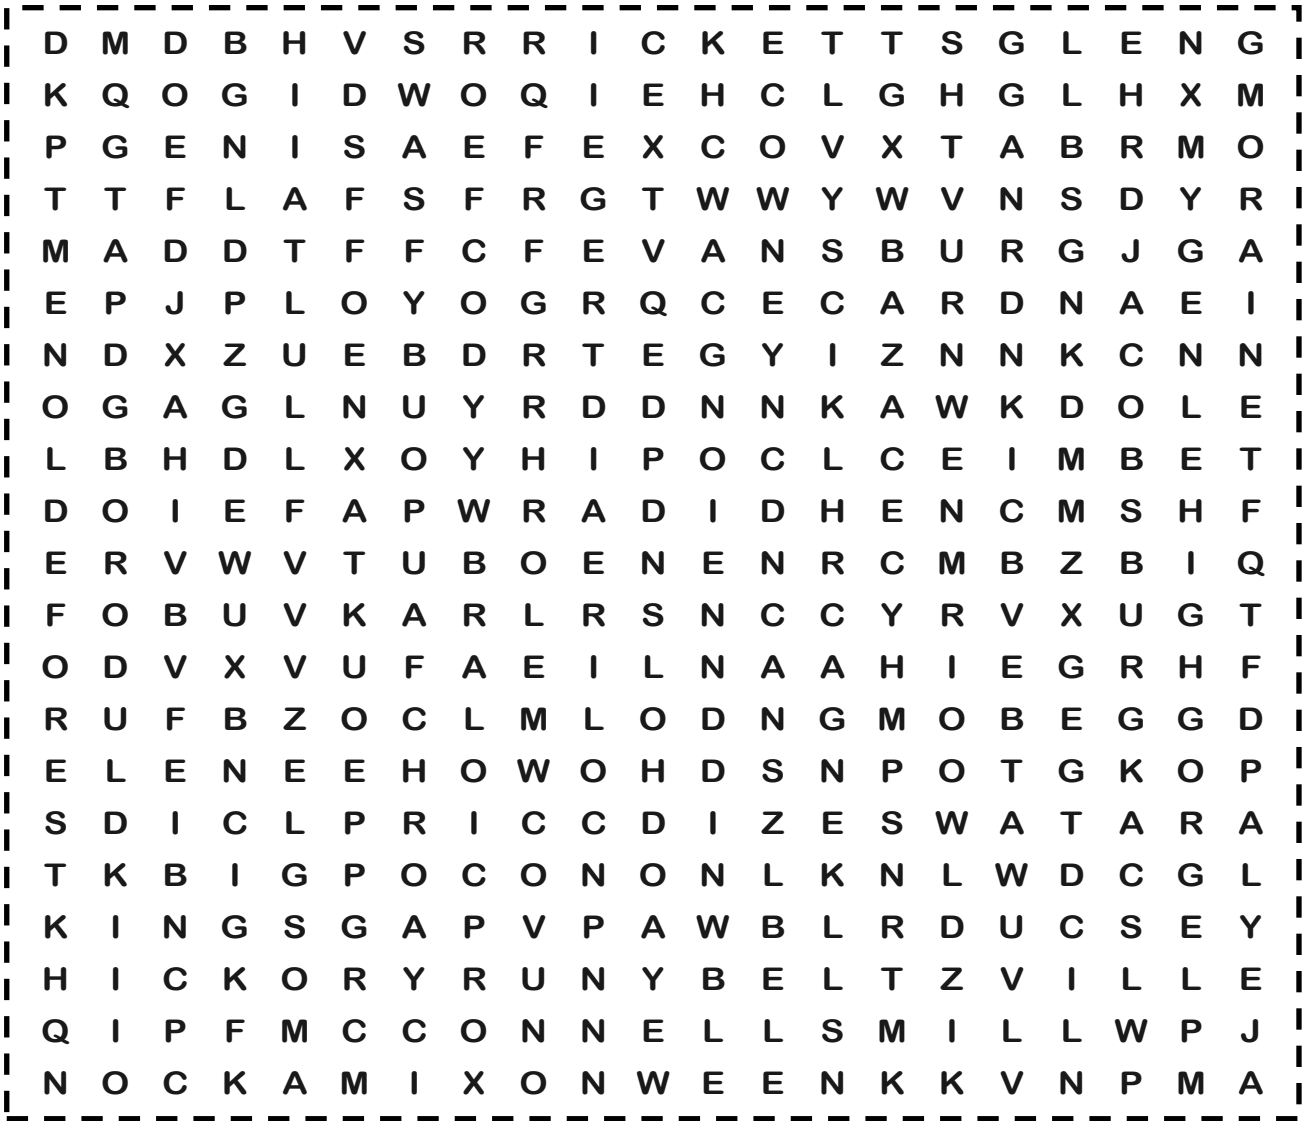 D M D B H V S R R I C K E T T S G L E N G
K Q O G I D W O Q I E H C L G H G L H X M
P G E N I S A E F E X C O V X T A B R M O
T T F L A F S F R G T W W Y W V N S D Y R
M A D D T F F C F E V A N S B U R G J G A
E P J P L O Y O G R Q C E C A R D N A E I
N D X Z U E B D R T E G Y I Z N N K C N N
O G A G L N U Y R D D N N K A W K D O L E
L B H D L X O Y H I P O C L C E I M B E T
D O I E F A P W R A D I D H E N C M S H F
E R V W V T U B O E N E N R C M B Z B I Q
F O B U V K A R L R S N C C Y R V X U G T
O D V X V U F A E I L N A A H I E G R H F
R U F B Z O C L M L O D N G M O B E G G D
E L E N E E H O W O H D S N P O T G K O P
S D I C L P R I C C D I Z E S W A T A R A
T K B I G P O C O N O N L K N L W D C G L
K I N G S G A P V P A W B L R D U C S E Y
H I C K O R Y R U N Y B E L T Z V I L L E
Q I P F M C C O N N E L L S M I L L W P J
N O C K A M I X O N W E E N K K V N P M A